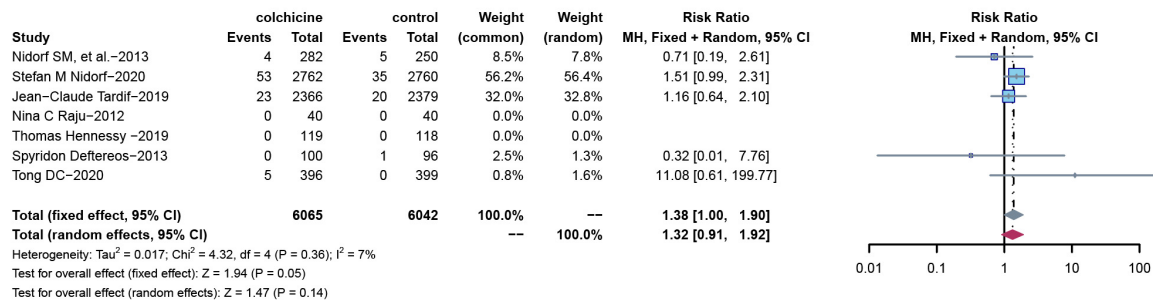 colchicine control Weight Weight Risk Ratio Risk Ratio
Study Events Total Events Total (common) (random) MH, Fixed + Random, 95% CI MH, Fixed + Random, 95% CI
Nidorf SM, et al.−2013 4 282 5 250 8.5% 7.8% 0.71 [0.19, 2.61]
Stefan M Nidorf−2020 53 2762 35 2760 56.2% 56.4% 1.51 [0.99, 2.31]
Jean−Claude Tardif−2019 23 2366 20 2379 32.0% 32.8% 1.16 [0.64, 2.10]
Nina C Raju−2012 0 40 0 40 0.0% 0.0%
Thomas Hennessy −2019 0 119 0 118 0.0% 0.0%
Spyridon Deftereos−2013 0 100 1 96 2.5% 1.3% 0.32 [0.01, 7.76]
Tong DC−2020 5 396 0 399 0.8% 1.6% 11.08 [0.61, 199.77]
Total (fixed effect, 95% CI) 6065 6042 100.0% −− 1.38 [1.00, 1.90]
Total (random effects, 95% CI) −− 100.0% 1.32 [0.91, 1.92]
Heterogeneity: Tau² = 0.017; Chi² = 4.32, df = 4 (P = 0.36); I² = 7%
Test for overall effect (fixed effect): Z = 1.94 (P = 0.05)
Test for overall effect (random effects): Z = 1.47 (P = 0.14)
0.01 0.1 1 10 100